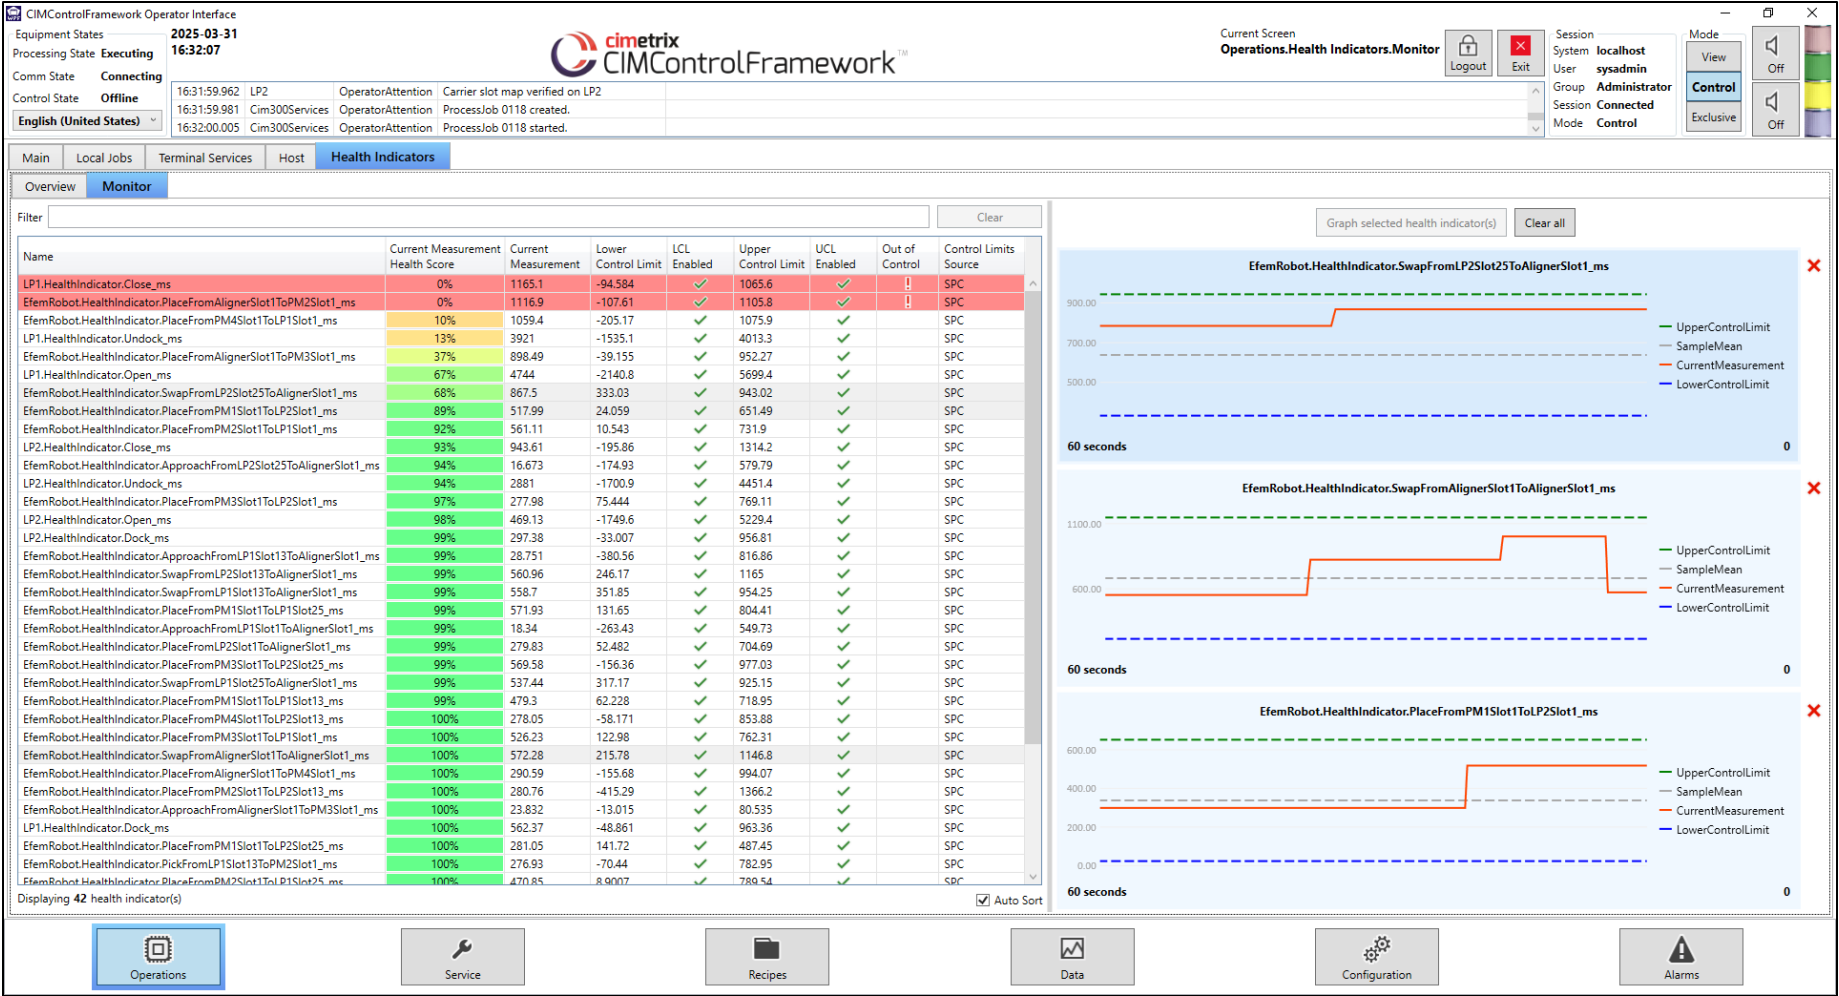 CIMControlFramework Operator Interface
Equipment States
Processing State Executing
Comm State Connecting
Control State Offline
English (United States)
2025-03-31
16:32:07
cimetrix
CIMControlFramework™
Current Screen
Operations.Health Indicators.Monitor
Logout
Exit
Session
System localhost
User sysadmin
Group Administrator
Session Connected
Mode Control
Mode
View
Control
Exclusive
Off
Off
16:31:59.962 LP2 OperatorAttention Carrier slot map verified on LP2
16:31:59.981 Cim300Services OperatorAttention ProcessJob 0118 created.
16:32:00.005 Cim300Services OperatorAttention ProcessJob 0118 started.
Main Local Jobs Terminal Services Host Health Indicators
Overview Monitor
Filter Clear
Name Current Measurement Health Score Current Measurement Lower Control Limit LCL Enabled Upper Control Limit UCL Enabled Out of Control Control Limits Source
LP1.HealthIndicator.Close_ms 0% 1165.1 -94.584 1065.6 ! SPC
EfemRobot.HealthIndicator.PlaceFromAlignerSlot1ToPM2Slot1_ms 0% 1116.9 -107.61 1105.8 ! SPC
EfemRobot.HealthIndicator.PlaceFromPM4Slot1ToLP1Slot1_ms 10% 1059.4 -205.17 1075.9 SPC
LP1.HealthIndicator.Undock_ms 13% 3921 -1535.1 4013.3 SPC
EfemRobot.HealthIndicator.PlaceFromAlignerSlot1ToPM3Slot1_ms 37% 898.49 -39.155 952.27 SPC
LP1.HealthIndicator.Open_ms 67% 4744 -2140.8 5699.4 SPC
EfemRobot.HealthIndicator.SwapFromLP2Slot25ToAlignerSlot1_ms 68% 867.5 333.03 943.02 SPC
EfemRobot.HealthIndicator.PlaceFromPM1Slot1ToLP2Slot1_ms 89% 517.99 24.059 651.49 SPC
EfemRobot.HealthIndicator.PlaceFromPM2Slot1ToLP1Slot1_ms 92% 561.11 10.543 731.9 SPC
LP2.HealthIndicator.Close_ms 93% 943.61 -195.86 1314.2 SPC
EfemRobot.HealthIndicator.ApproachFromLP2Slot25ToAlignerSlot1_ms 94% 16.673 -174.93 579.79 SPC
LP2.HealthIndicator.Undock_ms 94% 2881 -1700.9 4451.4 SPC
EfemRobot.HealthIndicator.PlaceFromPM3Slot1ToLP2Slot1_ms 97% 277.98 75.444 769.11 SPC
LP2.HealthIndicator.Open_ms 98% 469.13 -1749.6 5229.4 SPC
LP2.HealthIndicator.Dock_ms 99% 297.38 -33.007 956.81 SPC
EfemRobot.HealthIndicator.ApproachFromLP1Slot13ToAlignerSlot1_ms 99% 28.751 -380.56 816.86 SPC
EfemRobot.HealthIndicator.SwapFromLP2Slot13ToAlignerSlot1_ms 99% 560.96 246.17 1165 SPC
EfemRobot.HealthIndicator.SwapFromLP1Slot13ToAlignerSlot1_ms 99% 558.7 351.85 954.25 SPC
EfemRobot.HealthIndicator.PlaceFromPM1Slot1ToLP1Slot25_ms 99% 571.93 131.65 804.41 SPC
EfemRobot.HealthIndicator.ApproachFromLP1Slot1ToAlignerSlot1_ms 99% 18.34 -263.43 549.73 SPC
EfemRobot.HealthIndicator.PlaceFromLP2Slot1ToAlignerSlot1_ms 99% 279.83 52.482 704.69 SPC
EfemRobot.HealthIndicator.PlaceFromPM3Slot1ToLP2Slot25_ms 99% 569.58 -156.36 977.03 SPC
EfemRobot.HealthIndicator.SwapFromLP1Slot25ToAlignerSlot1_ms 99% 537.44 317.17 925.15 SPC
EfemRobot.HealthIndicator.PlaceFromPM1Slot1ToLP1Slot13_ms 99% 479.3 62.228 718.95 SPC
EfemRobot.HealthIndicator.PlaceFromPM4Slot1ToLP2Slot13_ms 100% 278.05 -58.171 853.88 SPC
EfemRobot.HealthIndicator.PlaceFromPM3Slot1ToLP1Slot1_ms 100% 526.23 122.98 762.31 SPC
EfemRobot.HealthIndicator.SwapFromAlignerSlot1ToAlignerSlot1_ms 100% 572.28 215.78 1146.8 SPC
EfemRobot.HealthIndicator.PlaceFromAlignerSlot1ToPM4Slot1_ms 100% 290.59 -155.68 994.07 SPC
EfemRobot.HealthIndicator.PlaceFromPM2Slot1ToLP2Slot13_ms 100% 280.76 -415.29 1366.2 SPC
EfemRobot.HealthIndicator.ApproachFromAlignerSlot1ToPM3Slot1_ms 100% 23.832 -13.015 80.535 SPC
LP1.HealthIndicator.Dock_ms 100% 562.37 -48.861 963.36 SPC
EfemRobot.HealthIndicator.PlaceFromPM1Slot1ToLP2Slot25_ms 100% 281.05 141.72 487.45 SPC
EfemRobot.HealthIndicator.PickFromLP1Slot13ToPM2Slot1_ms 100% 276.93 -70.44 782.95 SPC
EfemRobot.HealthIndicator.PlaceFromPM2Slot1ToLP1Slot25_ms 100% 470.85 8.9007 789.54 SPC
Displaying 42 health indicator(s) Auto Sort
Graph selected health indicator(s) Clear all
EfemRobot.HealthIndicator.SwapFromLP2Slot25ToAlignerSlot1_ms
900.00
700.00
500.00
UpperControlLimit
SampleMean
CurrentMeasurement
LowerControlLimit
60 seconds 0
EfemRobot.HealthIndicator.SwapFromAlignerSlot1ToAlignerSlot1_ms
1100.00
600.00
UpperControlLimit
SampleMean
CurrentMeasurement
LowerControlLimit
60 seconds 0
EfemRobot.HealthIndicator.PlaceFromPM1Slot1ToLP2Slot1_ms
600.00
400.00
200.00
0.00
UpperControlLimit
SampleMean
CurrentMeasurement
LowerControlLimit
60 seconds 0
Operations Service Recipes Data Configuration Alarms